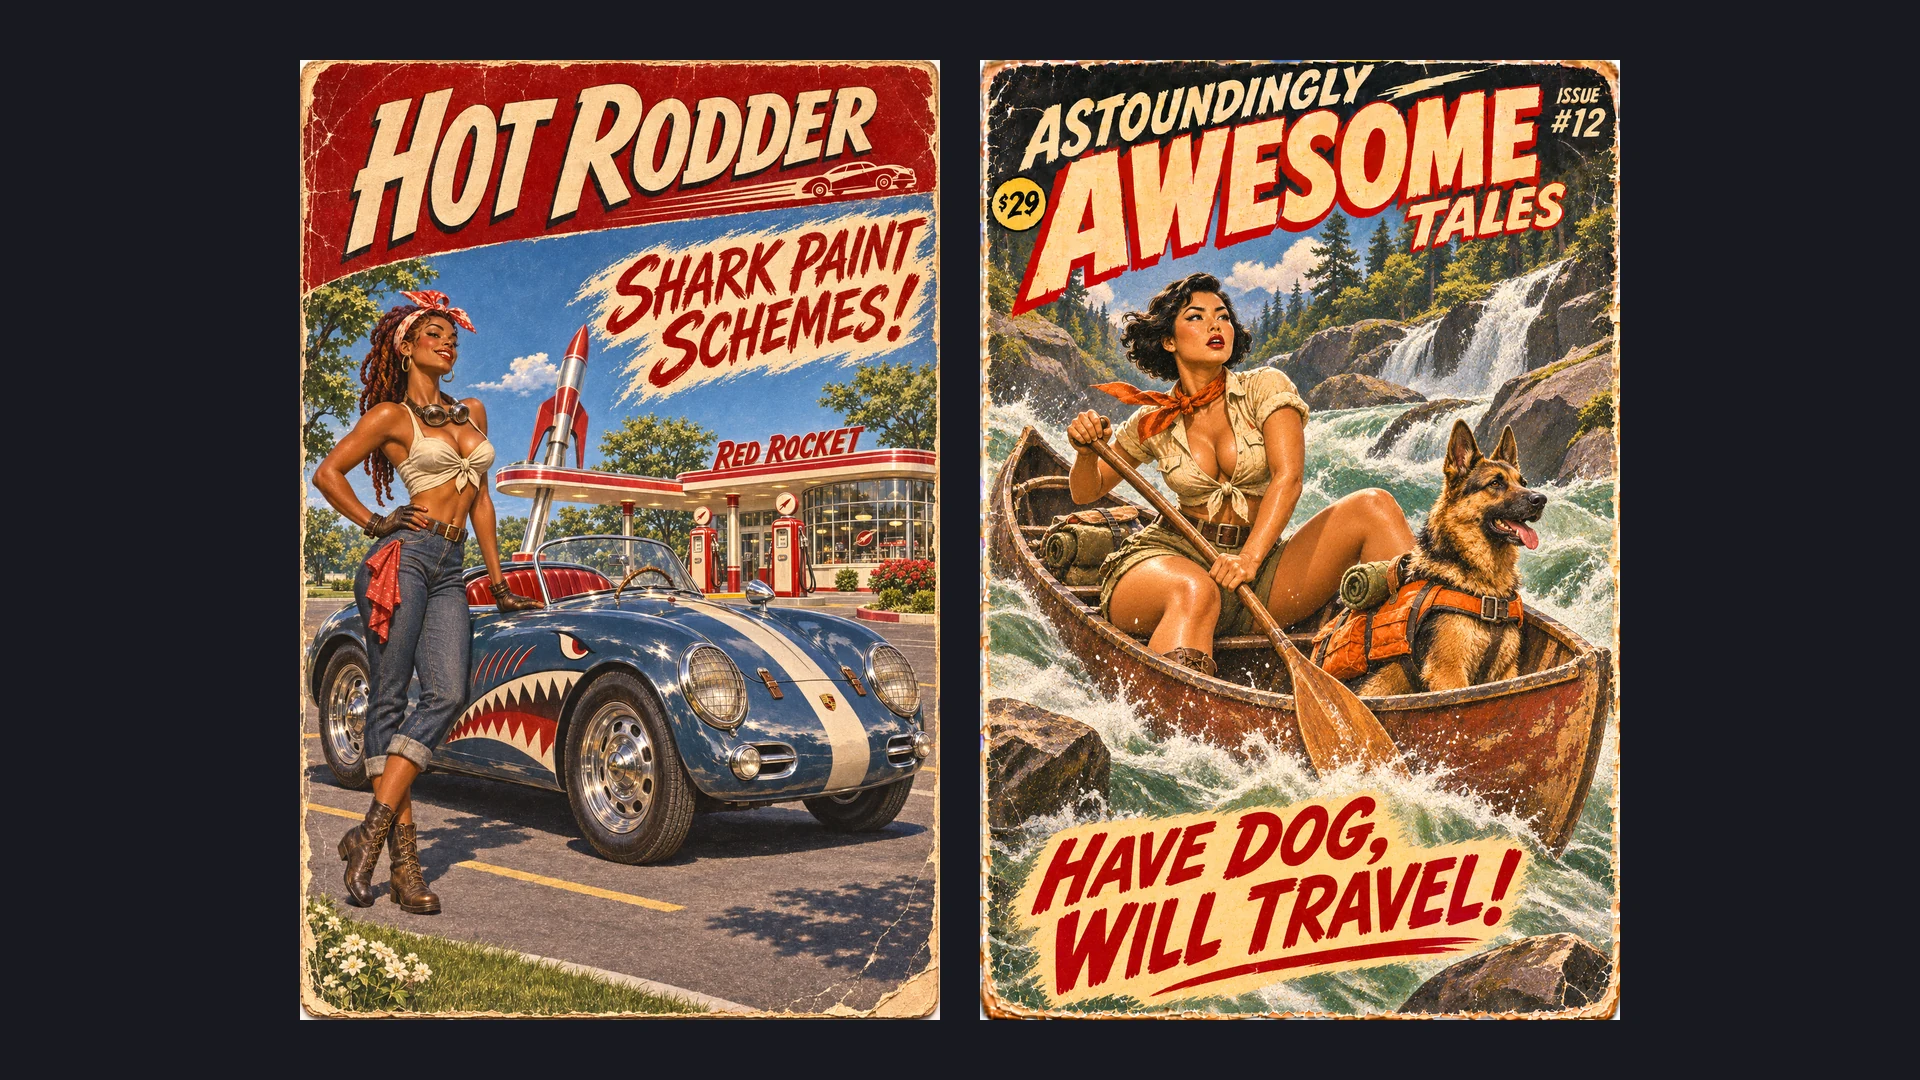 HOT RODDER
SHARK PAINT
SCHEMES!
RED ROCKET
ASTOUNDINGLY
AWESOME
TALES
ISSUE
#12
$29
HAVE DOG,
WILL TRAVEL!